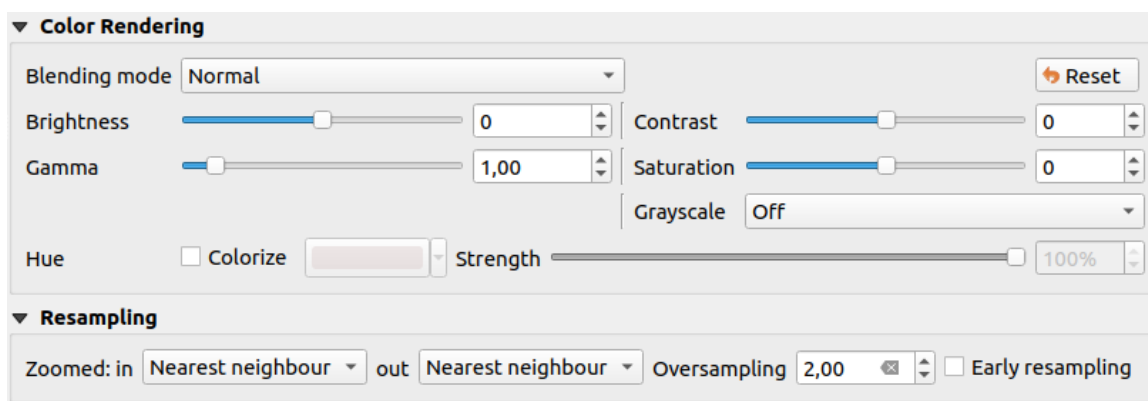 Color Rendering
Blending mode Normal Reset
Brightness 0 Contrast 0
Gamma 1,00 Saturation 0
Grayscale Off
Hue Colorize Strength 100%
Resampling
Zoomed: in Nearest neighbour out Nearest neighbour Oversampling 2,00 Early resampling